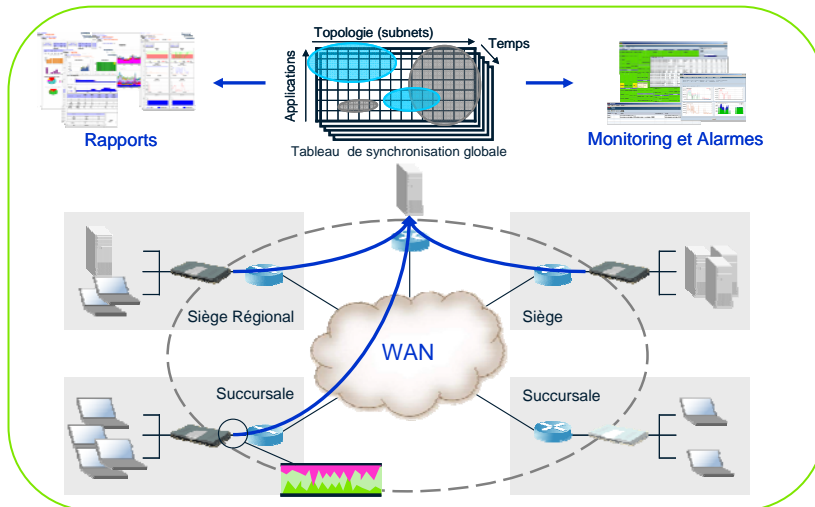 Topologie (subnets)
Temps
Applications
Rapports
Tableau de synchronisation globale
Monitoring et Alarmes
Siège Régional
Siège
WAN
Succursale
Succursale